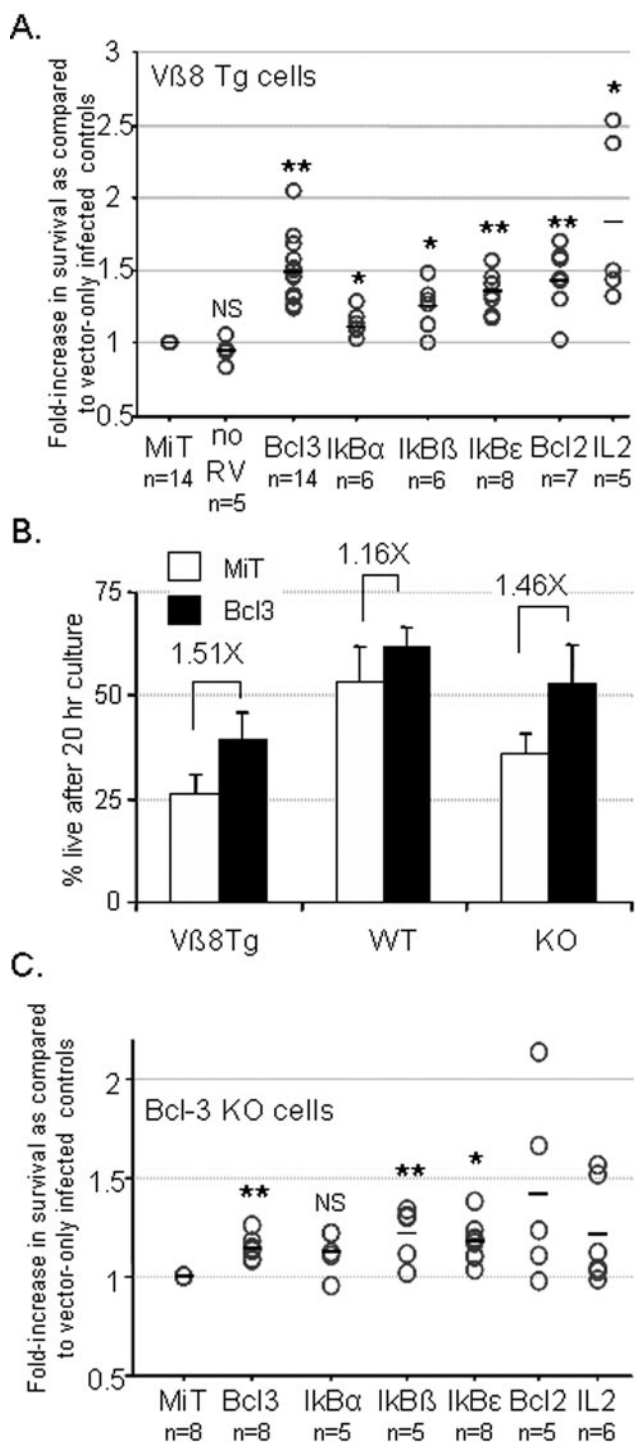 A.
Fold-increase in survival as compared
to vector-only infected controls
3
2.5
2
1.5
1
0.5
Vß8 Tg cells
NS
**
*
*
**
**
*
MiT
no
RV
Bcl3
IkBα
IkBß
IkBε
Bcl2
IL2
n=14
n=5
n=14
n=6
n=6
n=8
n=7
n=5
B.
% live after 20 hr culture
75
50
25
0
MiT
Bcl3
1.51X
1.16X
1.46X
Vß8Tg
WT
KO
C.
Fold-increase in survival as compared
to vector-only infected controls
2
1.5
1
0.5
Bcl-3 KO cells
**
NS
**
*
MiT
Bcl3
IkBα
IkBß
IkBε
Bcl2
IL2
n=8
n=8
n=5
n=5
n=8
n=5
n=6